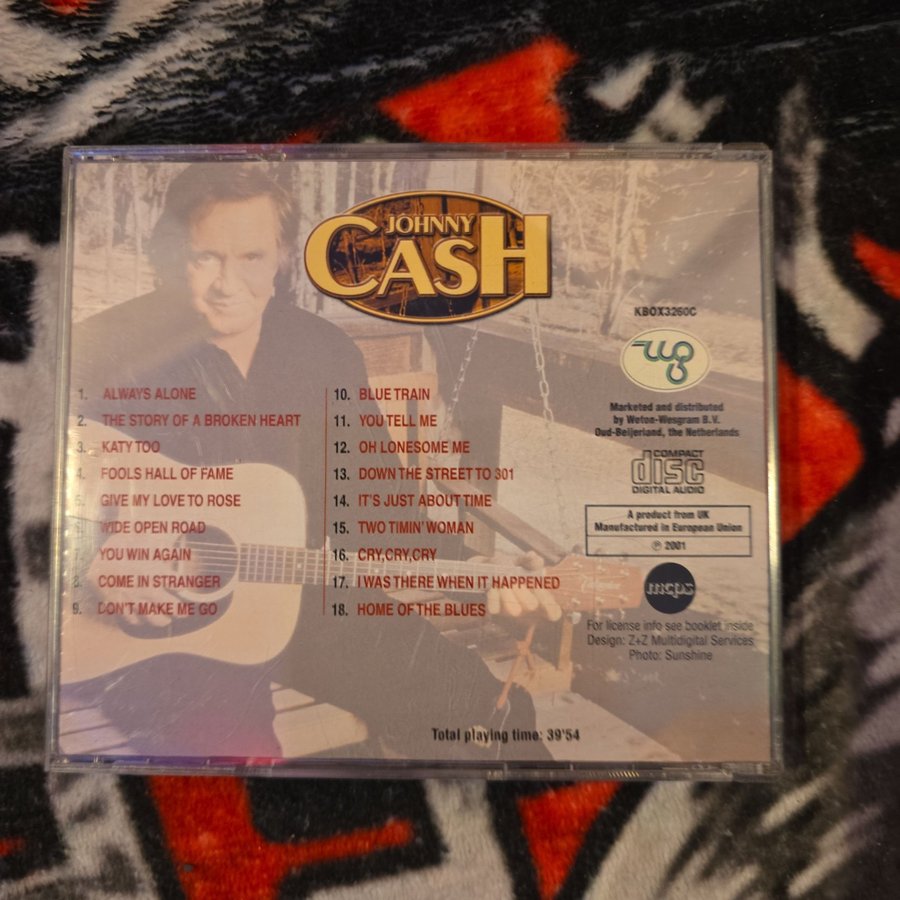 JOHNNY
CASH
1. ALWAYS ALONE
2. THE STORY OF A BROKEN HEART
3. KATY TOO
4. FOOLS HALL OF FAME
5. GIVE MY LOVE TO ROSE
6. WIDE OPEN ROAD
7. YOU WIN AGAIN
8. COME IN STRANGER
9. DON'T MAKE ME GO
10. BLUE TRAIN
11. YOU TELL ME
12. OH LONESOME ME
13. DOWN THE STREET TO 301
14. IT'S JUST ABOUT TIME
15. TWO TIMIN' WOMAN
16. CRY,CRY,CRY
17. I WAS THERE WHEN IT HAPPENED
18. HOME OF THE BLUES
KBOX3260C
wg
Marketed and distributed
by Weton-Wesgram B.V.
Oud-Beijerland, the Netherlands
COMPACT
disc
DIGITAL AUDIO
A product from UK
Manufactured in European Union
℗ 2001
mcps
For license info see booklet inside
Design: Z+Z Multidigital Services
Photo: Sunshine
Total playing time: 39'54